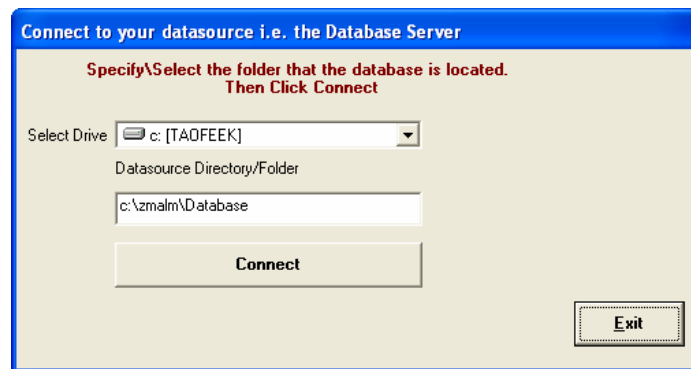 Connect to your datasource i.e. the Database Server
Specify\Select the folder that the database is located.
Then Click Connect
Select Drive
c: [TAOFEEK]
Datasource Directory/Folder
c:\zmalm\Database
Connect
Exit